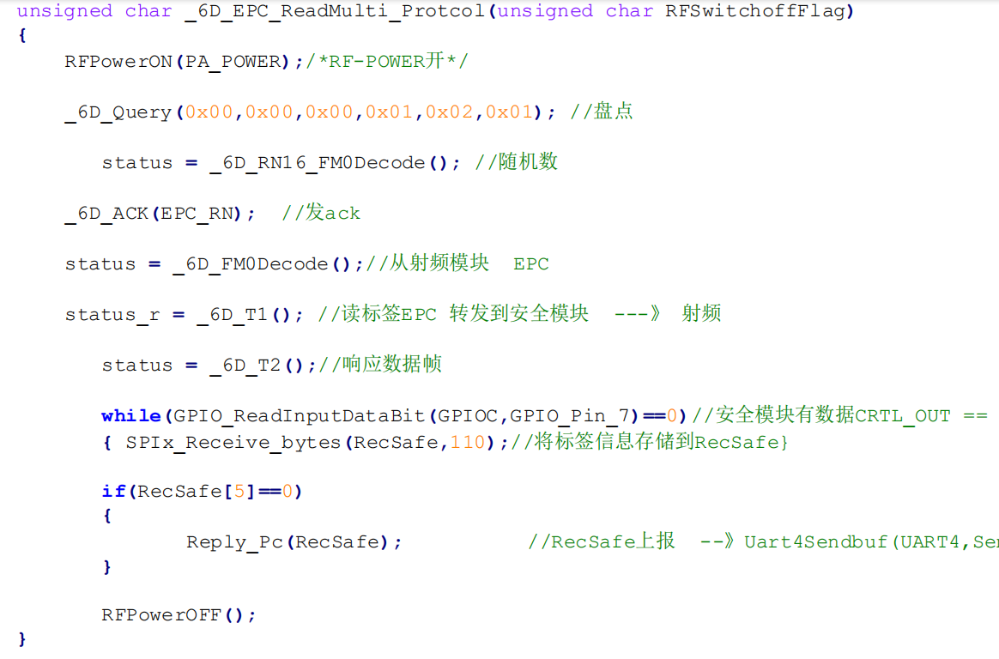 unsigned char _6D_EPC_ReadMulti_Protcol(unsigned char RFSwitchoffFlag)
{
RFPowerON(PA_POWER);/*RF-POWER开*/
_6D_Query(0x00,0x00,0x00,0x01,0x02,0x01); //盘点
status = _6D_RN16_FM0Decode(); //随机数
_6D_ACK(EPC_RN); //发ack
status = _6D_FM0Decode();//从射频模块 EPC
status_r = _6D_T1(); //读标签EPC 转发到安全模块 ---》 射频
status = _6D_T2();//响应数据帧
while(GPIO_ReadInputDataBit(GPIOC,GPIO_Pin_7)==0)//安全模块有数据CRTL_OUT ==
{ SPIx_Receive_bytes(RecSafe,110);//将标签信息存储到RecSafe}
if(RecSafe[5]==0)
{
Reply_Pc(RecSafe); //RecSafe上报 --》Uart4Sendbuf(UART4,Ser
}
RFPowerOFF();
}